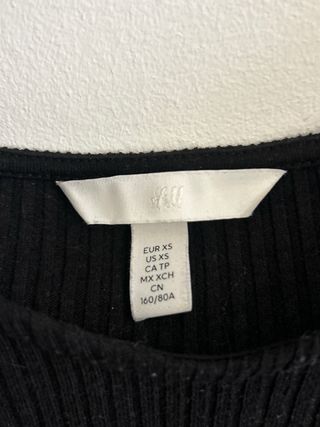 H&M
EUR XS
US XS
CA TP
MX XCH
CN
160/80A